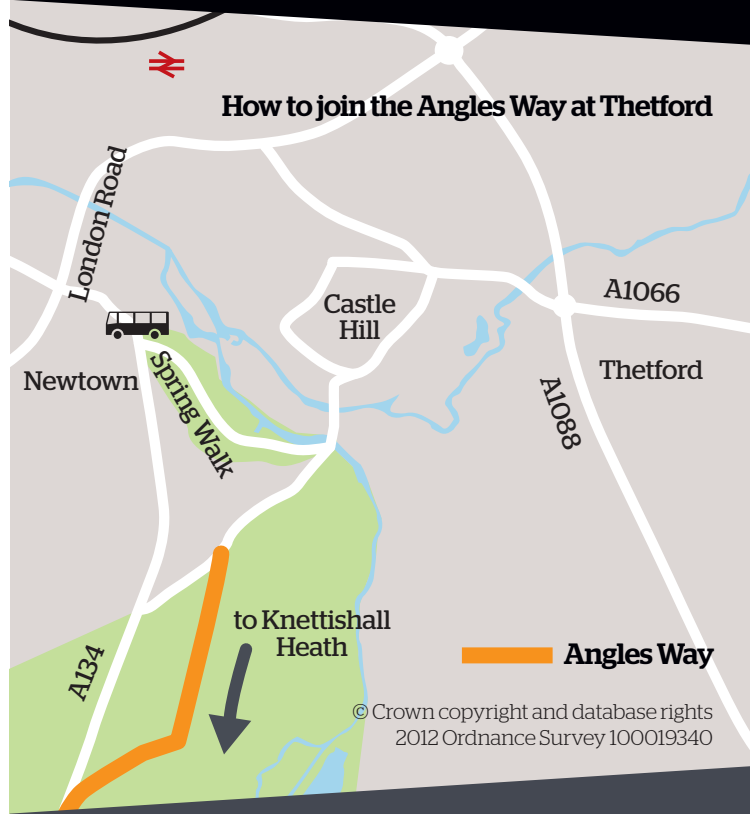 How to join the Angles Way at Thetford
London Road
A1066
Castle
Hill
Thetford
Newtown
Spring Walk
A1088
to Knettishall
Heath
A134
Angles Way
© Crown copyright and database rights
2012 Ordnance Survey 100019340